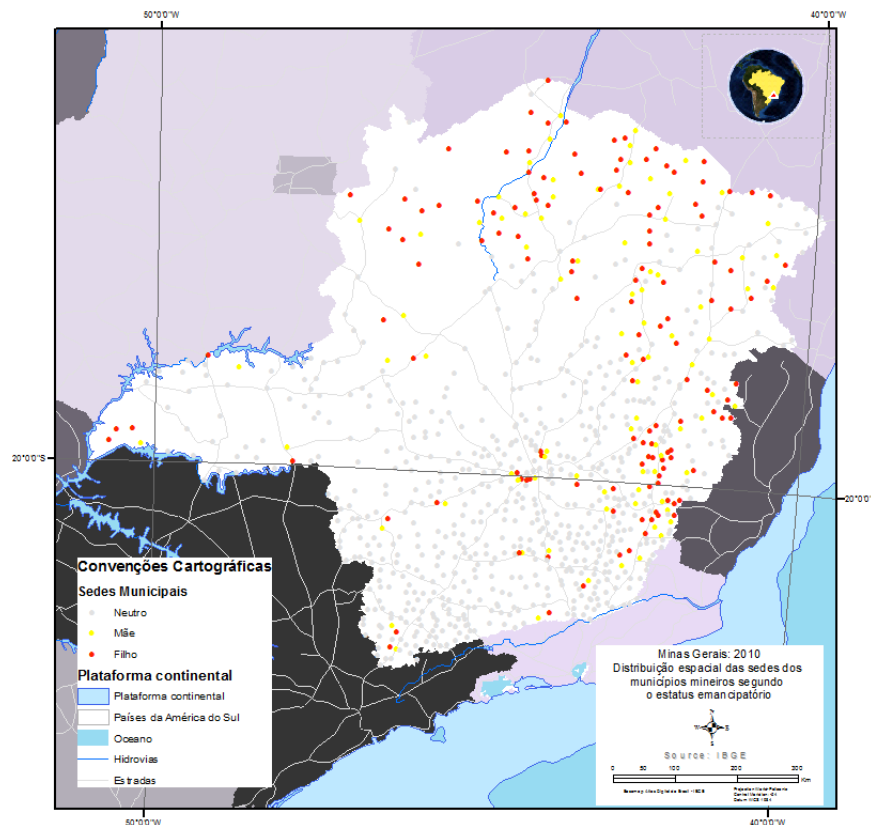 50°0'0"W
40°0'0"W
20°0'0"S
20°0'0"
Convenções Cartográficas
Sedes Municipais
Neutro
Mãe
Filho
Plataforma continental
Plataforma continental
Países da América do Sul
Oceano
Hidrovias
Estradas
Minas Gerais: 2010
Distribuição espacial das sedes dos
municípios mineiros segundo
o estatus emancipatório
N
S
Source: IBGE
0 50 100 200 300
Km
50°0'0"W
40°0'0"W